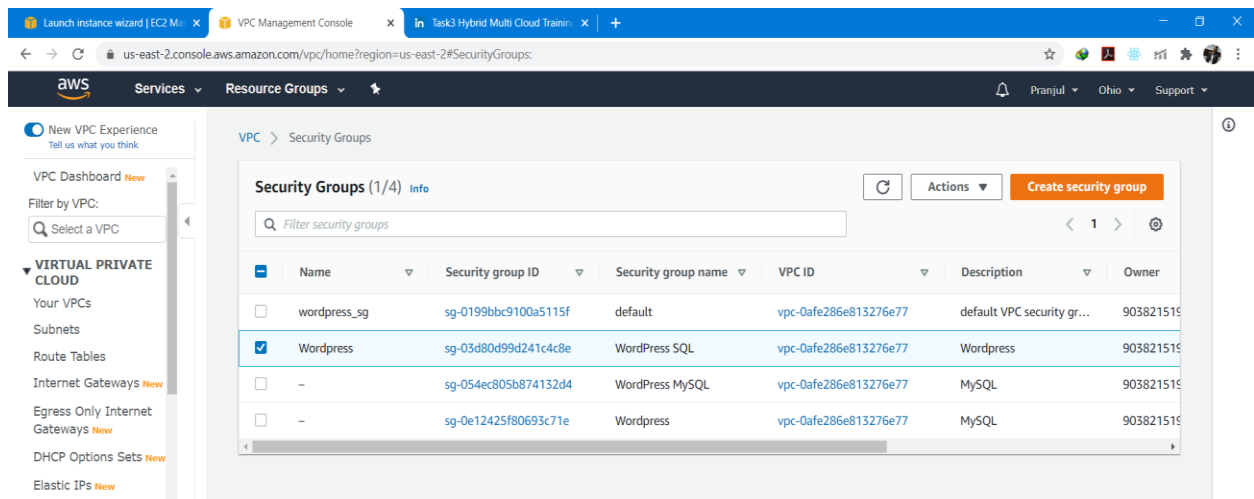 Launch instance wizard | EC2 Ma
VPC Management Console
in Task3 Hybrid Multi Cloud Training
us-east-2.console.aws.amazon.com/vpc/home?region=us-east-2#SecurityGroups:
aws Services Resource Groups Pranjul Ohio Support
New VPC Experience
Tell us what you think
VPC Dashboard New
Filter by VPC:
Select a VPC
VIRTUAL PRIVATE
CLOUD
Your VPCs
Subnets
Route Tables
Internet Gateways New
Egress Only Internet
Gateways New
DHCP Options Sets New
Elastic IPs New
VPC > Security Groups
Security Groups (1/4) Info Actions Create security group
Filter security groups < 1 >
Name Security group ID Security group name VPC ID Description Owner
wordpress_sg sg-0199bbc9100a5115f default vpc-0afe286e813276e77 default VPC security gr... 903821519
Wordpress sg-03d80d99d241c4c8e WordPress SQL vpc-0afe286e813276e77 Wordpress 903821519
– sg-054ec805b874132d4 WordPress MySQL vpc-0afe286e813276e77 MySQL 903821519
– sg-0e12425f80693c71e Wordpress vpc-0afe286e813276e77 MySQL 903821519